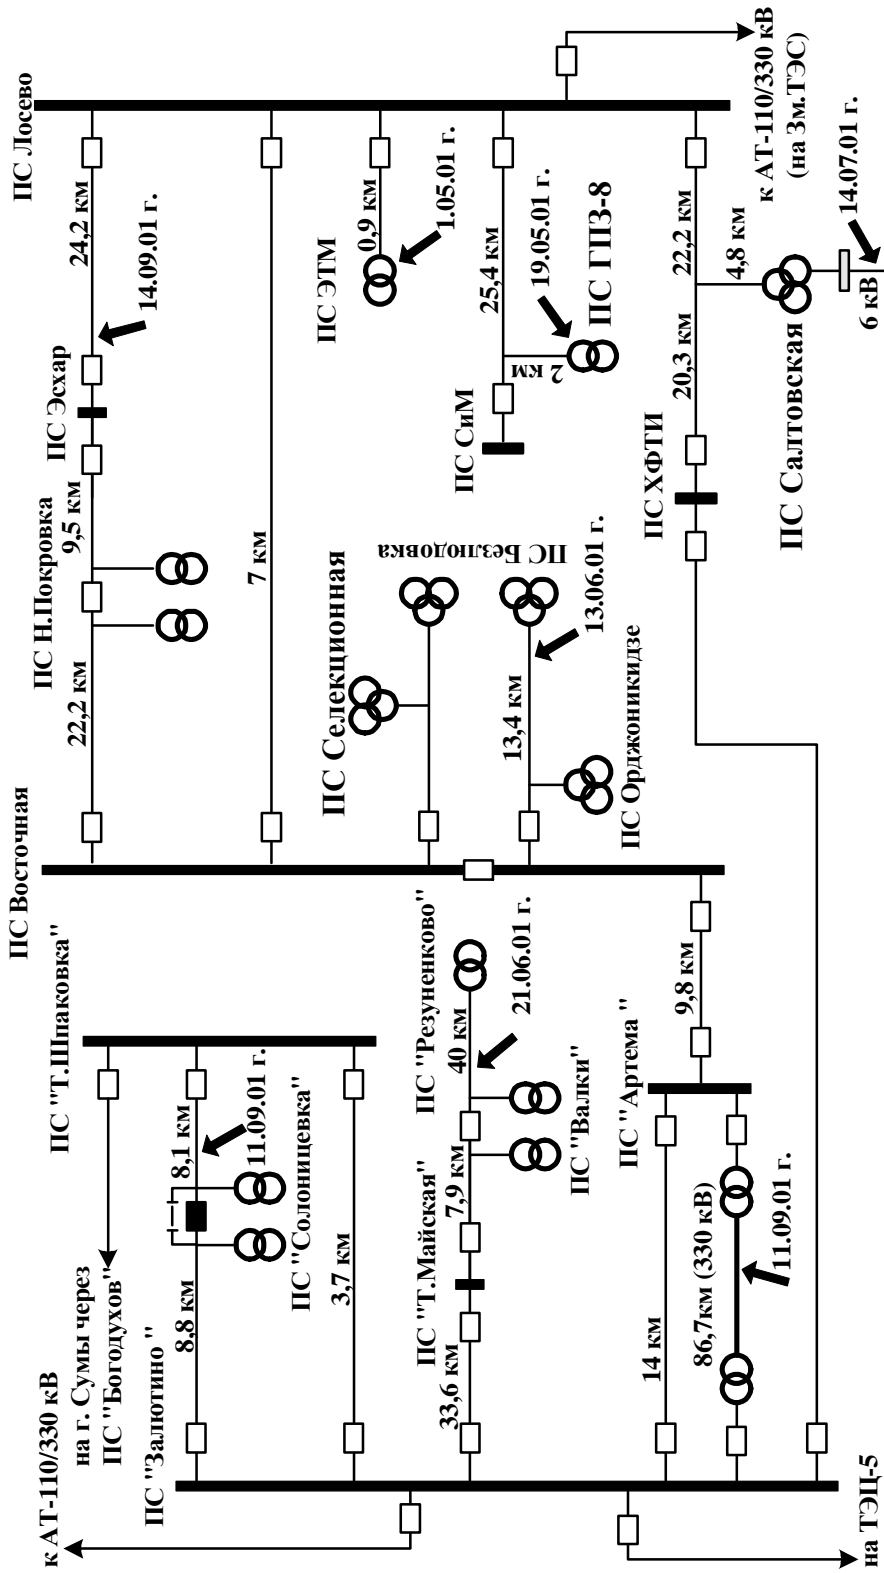 ПС Лосево
24,2 км
14.09.01 г.
ПС Эсхар
9,5 км
ПС Н.Покровка
22,2 км
ПС Восточная
7 км
ПС ЭТМ
0,9 км
1.05.01 г.
25,4 км
19.05.01 г.
ПС ГПЗ-8
2 км
ПС СиМ
к АТ-110/330 кВ
(на Зм.ТЭС)
22,2 км
4,8 км
14.07.01 г.
6 кВ
20,3 км
ПС Салтовская
ПС ХФТИ
ПС Безлюдовка
ПС Селекционная
13.06.01 г.
13,4 км
ПС Орджоникидзе
ПС "Т.Шпаковка"
8,1 км
11.09.01 г.
ПС "Солоницевка"
8,8 км
3,7 км
на г. Сумы через
ПС "Богодухов"
к АТ-110/330 кВ
ПС "Залютино"
ПС "Резуненково"
21.06.01 г.
40 км
ПС "Валки"
7,9 км
ПС "Т.Майская"
33,6 км
9,8 км
ПС "Артема"
14 км
86,7км (330 кВ)
11.09.01 г.
на ТЭЦ-5